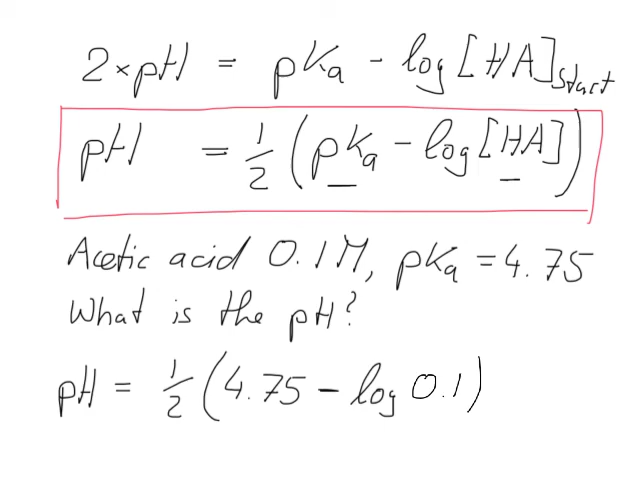 2×pH = pKa - log [HA]Start
pH = 1/2 (pKa - log [HA])
Acetic acid 0.1M, pKa = 4.75
What is the pH?
pH = 1/2 (4.75 - log 0.1)